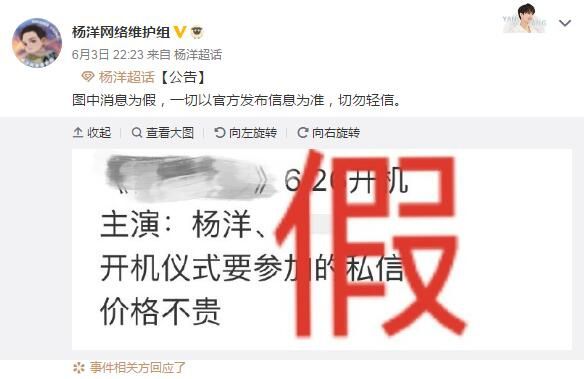 杨洋网络维护组
YANG YANG
6月3日 22:23 来自 杨洋超话
杨洋超话【公告】
图中消息为假，一切以官方发布信息为准，切勿轻信。
收起 查看大图 向左旋转 向右旋转
《 》6.26开机
主演：杨洋、
开机仪式要参加的私信
价格不贵
假
事件相关方回应了